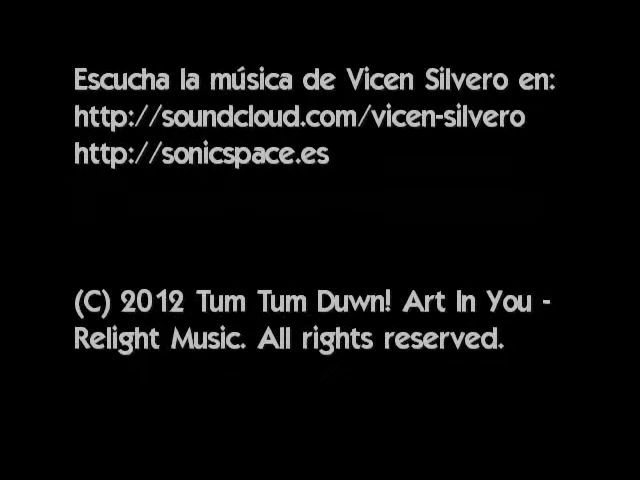 Escucha la música de Vicen Silvero en:
http://soundcloud.com/vicen-silvero
http://sonicspace.es
(C) 2012 Tum Tum Duwn! Art In You -
Relight Music. All rights reserved.